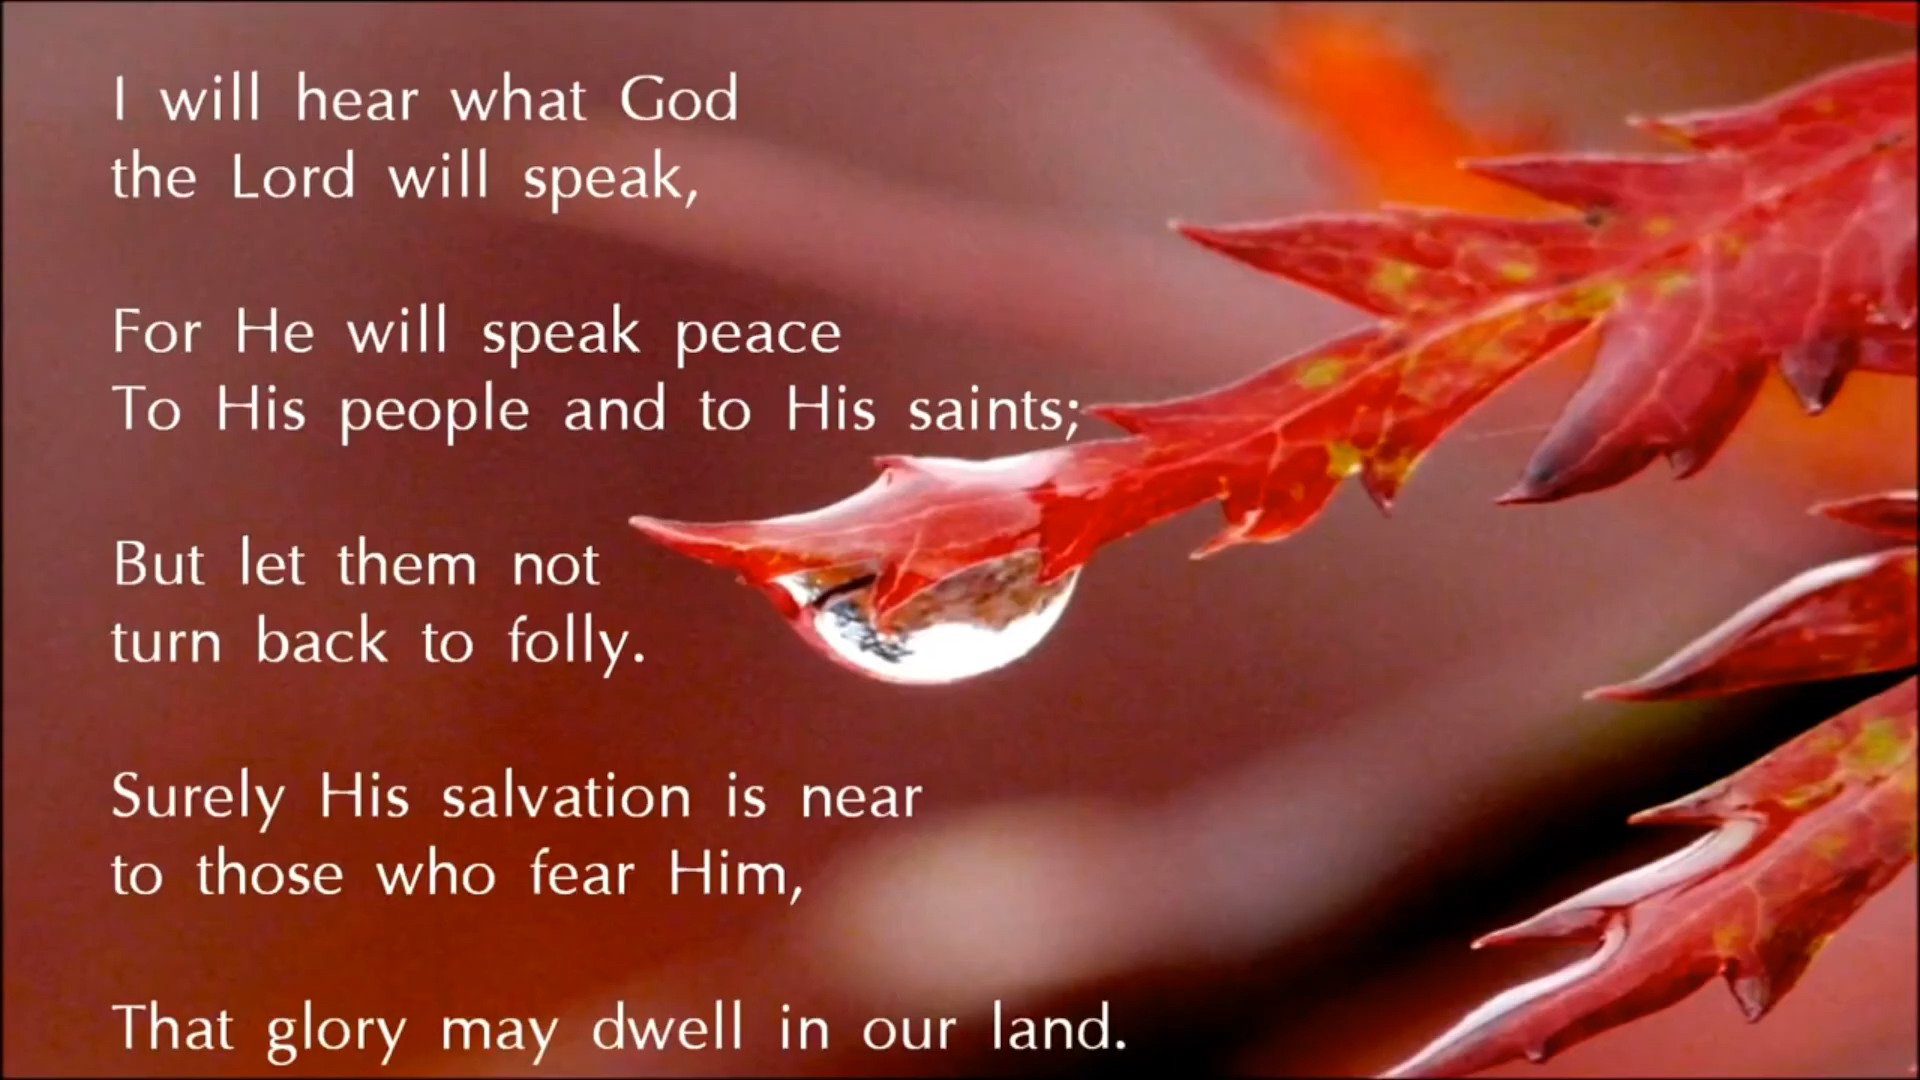 I will hear what God
the Lord will speak,
For He will speak peace
To His people and to His saints;
But let them not
turn back to folly.
Surely His salvation is near
to those who fear Him,
That glory may dwell in our land.